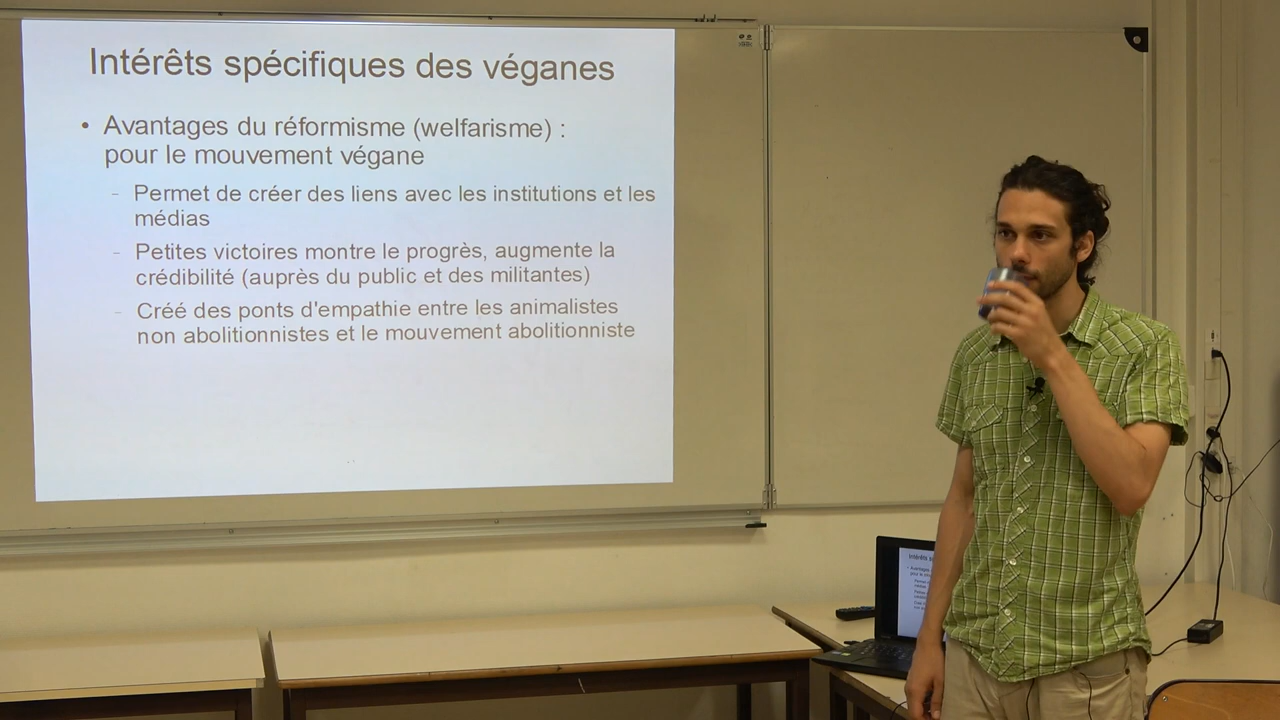 Intérêts spécifiques des véganes
• Avantages du réformisme (welfarisme) :
pour le mouvement végane
- Permet de créer des liens avec les institutions et les
médias
- Petites victoires montre le progrès, augmente la
crédibilité (auprès du public et des militantes)
- Créé des ponts d'empathie entre les animalistes
non abolitionnistes et le mouvement abolitionniste